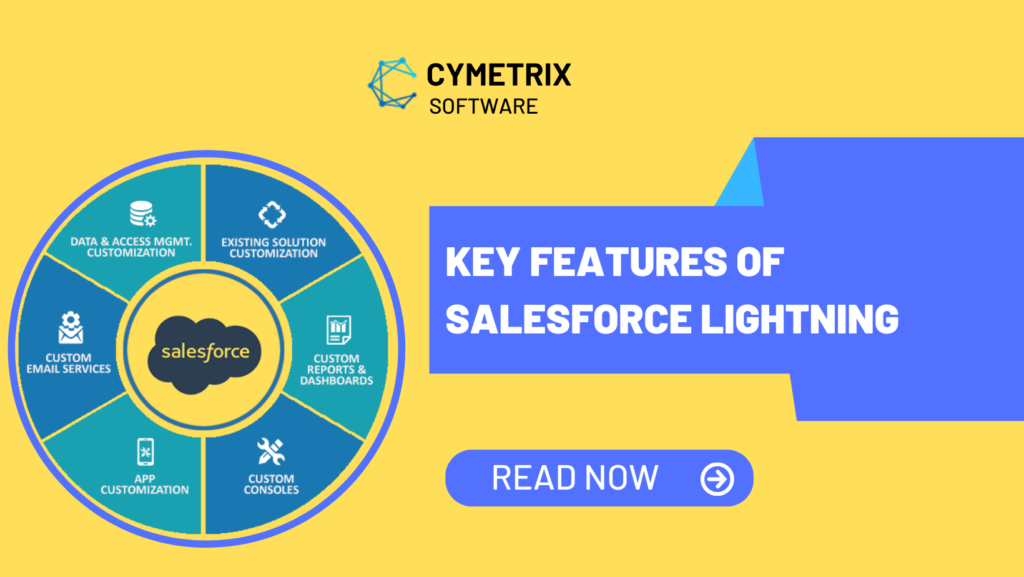 CYMETRIX
SOFTWARE
DATA & ACCESS MGMT.
CUSTOMIZATION
EXISTING SOLUTION
CUSTOMIZATION
CUSTOM
EMAIL SERVICES
salesforce
CUSTOM
REPORTS &
DASHBOARDS
APP
CUSTOMIZATION
CUSTOM
CONSOLES
KEY FEATURES OF
SALESFORCE LIGHTNING
READ NOW